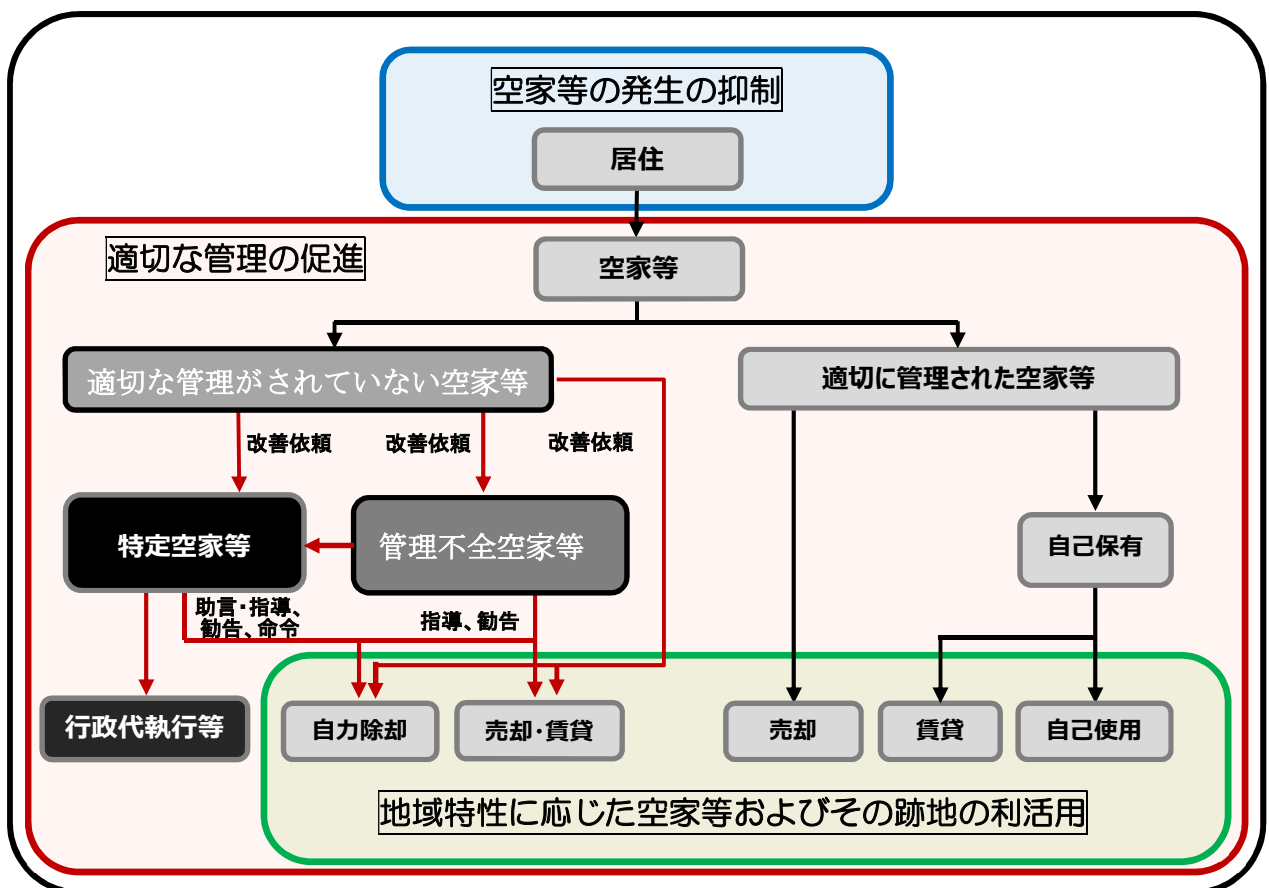 空家等の発生の抑制
居住
適切な管理の促進
空家等
適切な管理がされていない空家等
適切に管理された空家等
改善依頼
改善依頼
改善依頼
特定空家等
管理不全空家等
自己保有
助言・指導、
勧告、命令
指導、勧告
行政代執行等
自力除却
売却・賃貸
売却
賃貸
自己使用
地域特性に応じた空家等およびその跡地の利活用